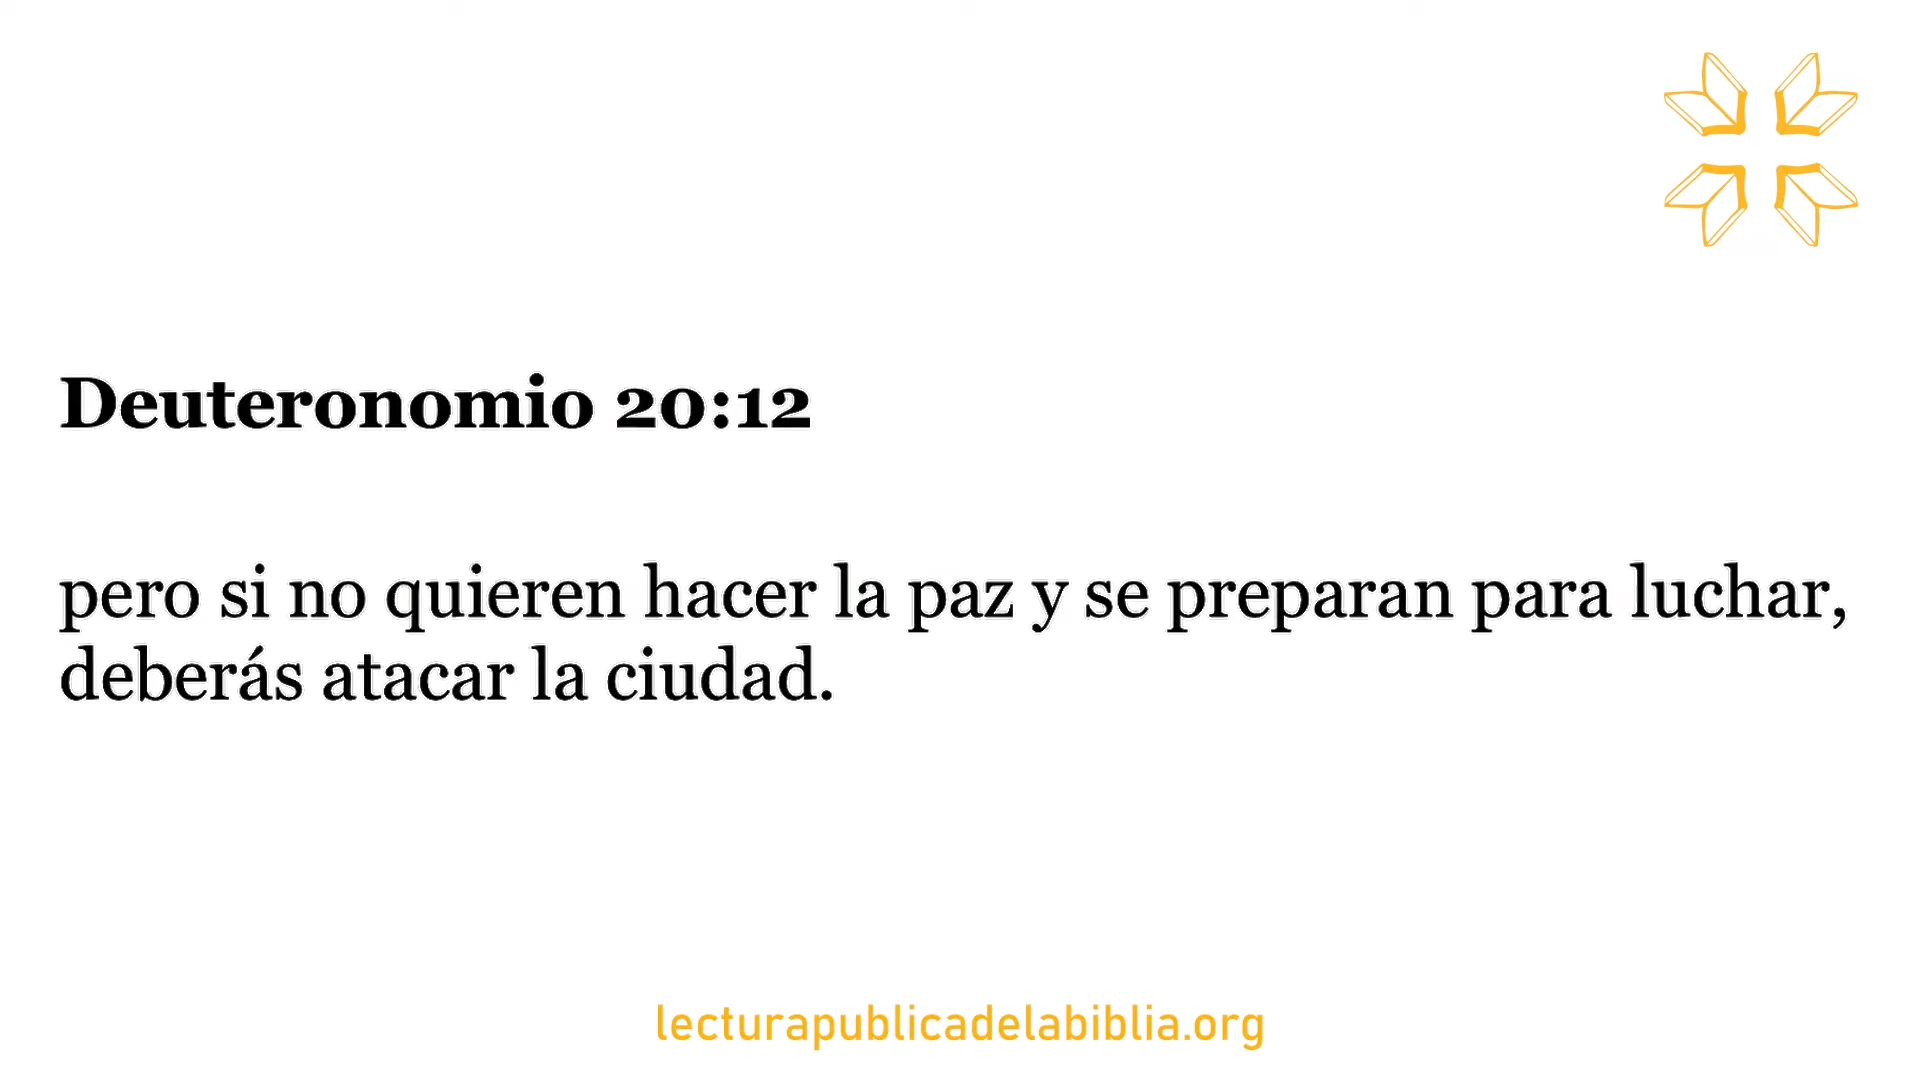 Deuteronomio 20:12
pero si no quieren hacer la paz y se preparan para luchar,
deberás atacar la ciudad.
lecturapublicadelabiblia.org